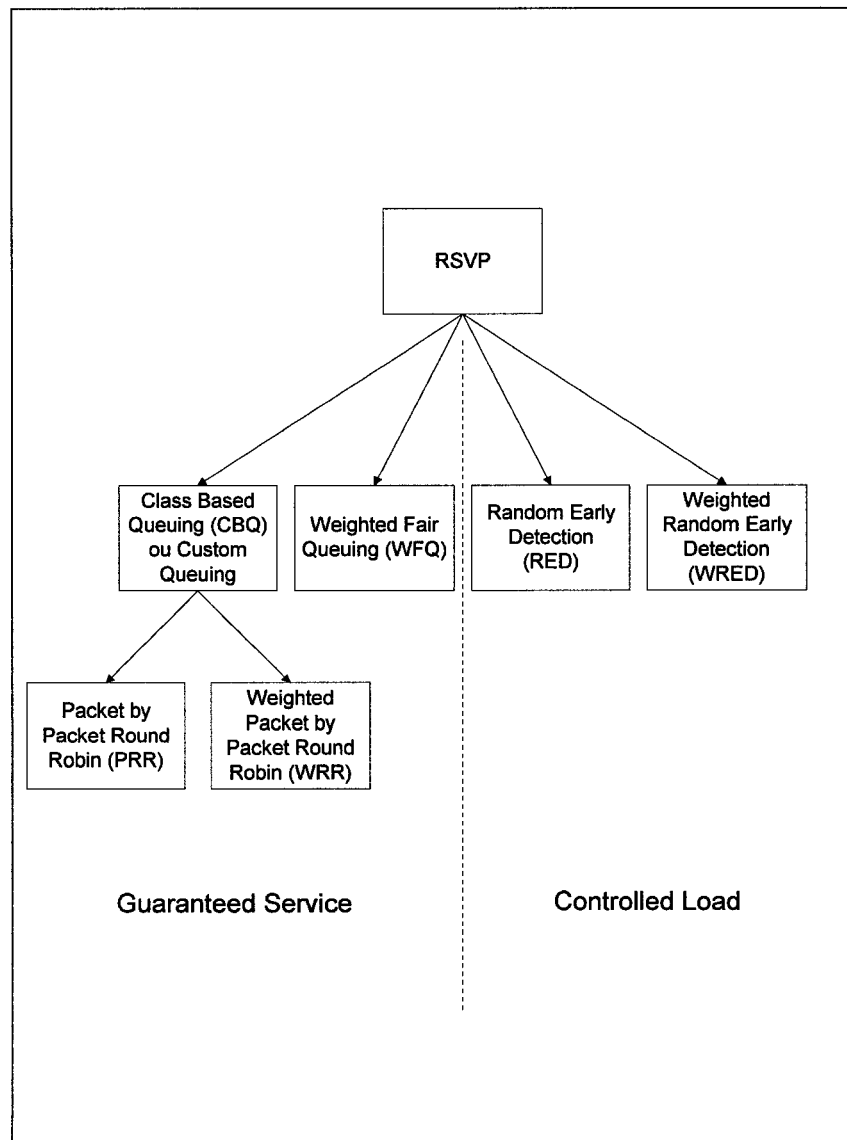 RSVP
Class Based
Queuing (CBQ)
ou Custom
Queuing
Weighted Fair
Queuing (WFQ)
Random Early
Detection
(RED)
Weighted
Random Early
Detection
(WRED)
Packet by
Packet Round
Robin (PRR)
Weighted
Packet by
Packet Round
Robin (WRR)
Guaranteed Service
Controlled Load